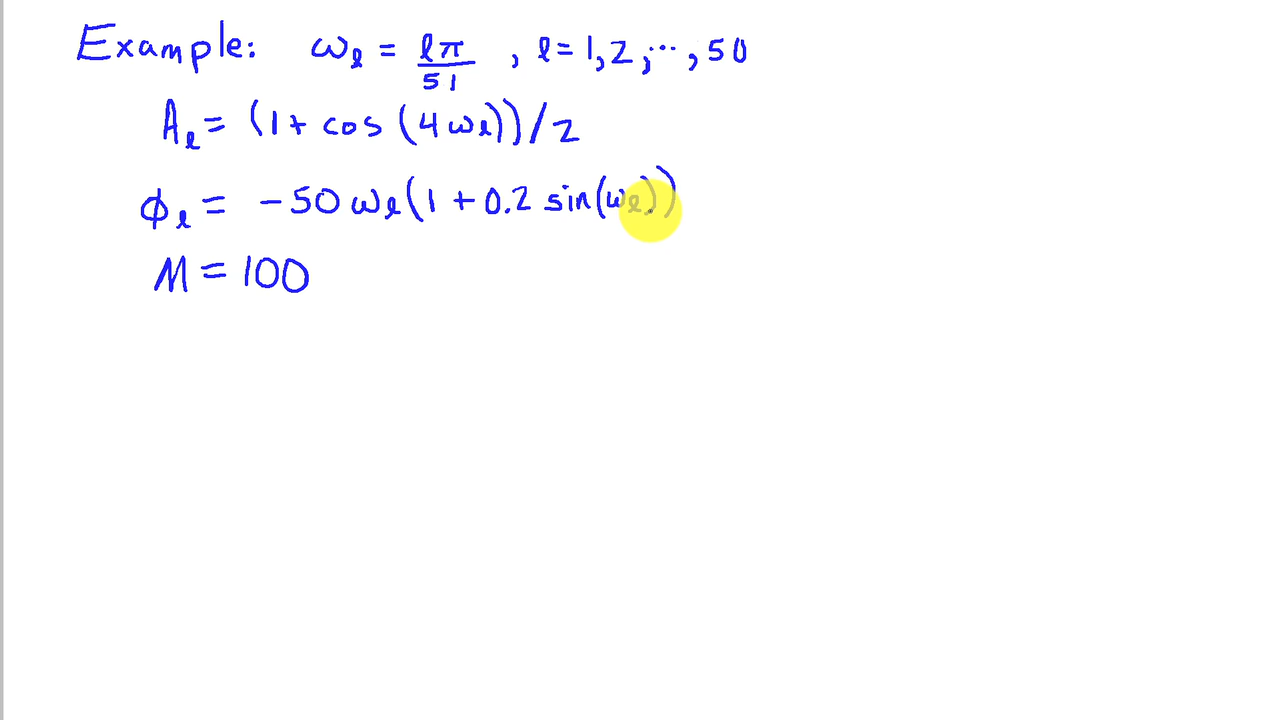 Example: ωℓ = ℓπ/51 , ℓ = 1, 2, ⋯, 50
Aℓ = (1 + cos (4ωℓ))/2
ϕℓ = -50 ωℓ(1 + 0.2 sin(ωℓ))
M = 100